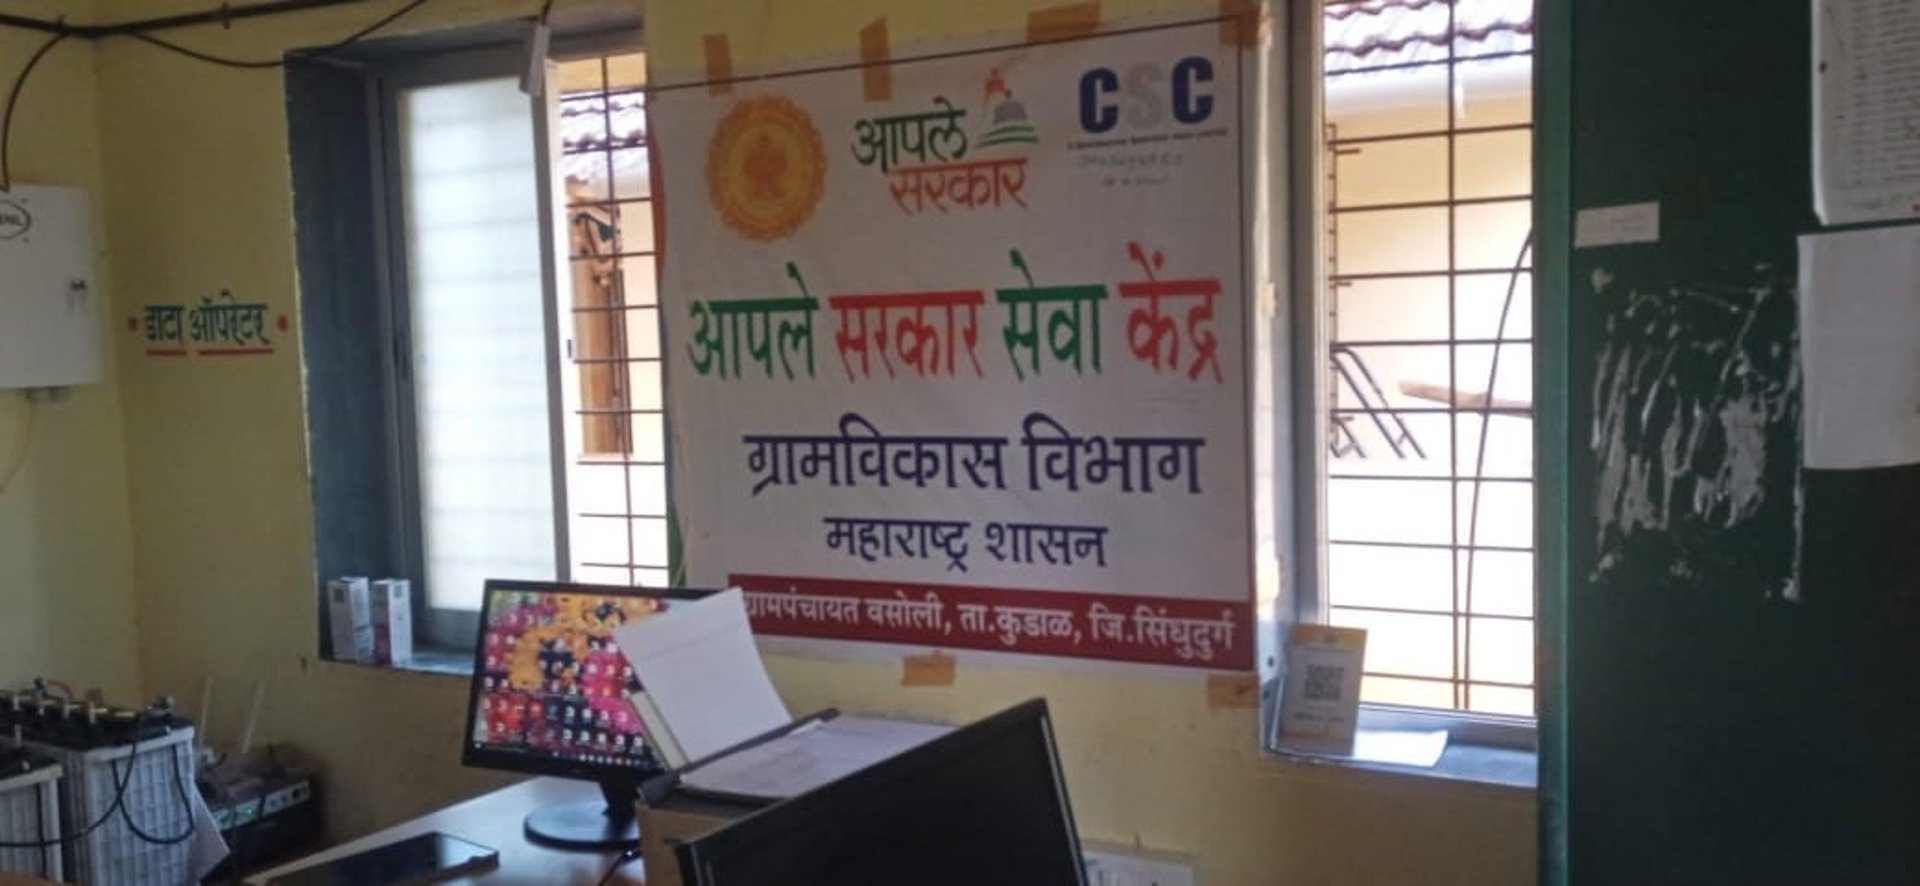 आपले
सरकार
CSC
आपले सरकार सेवा केंद्र
ग्रामविकास विभाग
महाराष्ट्र शासन
ग्रामपंचायत वसोली, ता.कुडाळ, जि.सिंधुदुर्ग
डाटा ऑपरेटर